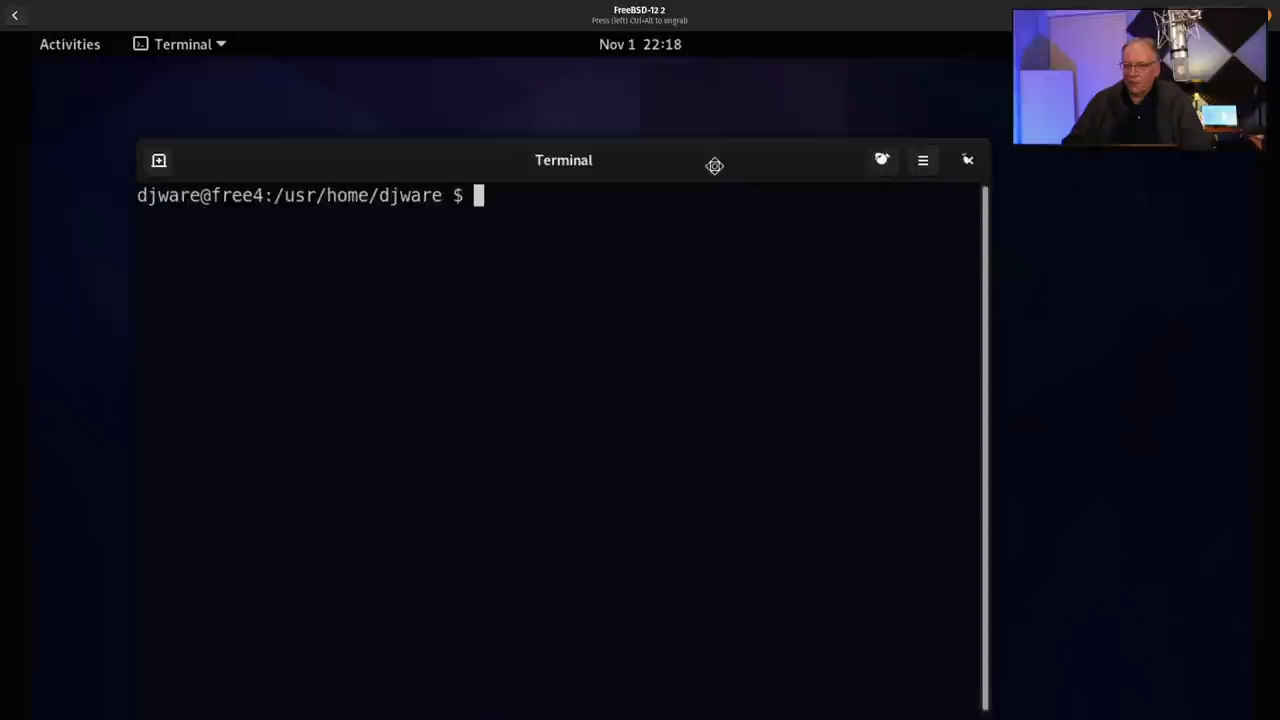 FreeBSD-12 2
Press (left) Ctrl+Alt to ungrab
Activities Terminal Nov 1 22:18
Terminal
djware@free4:/usr/home/djware $